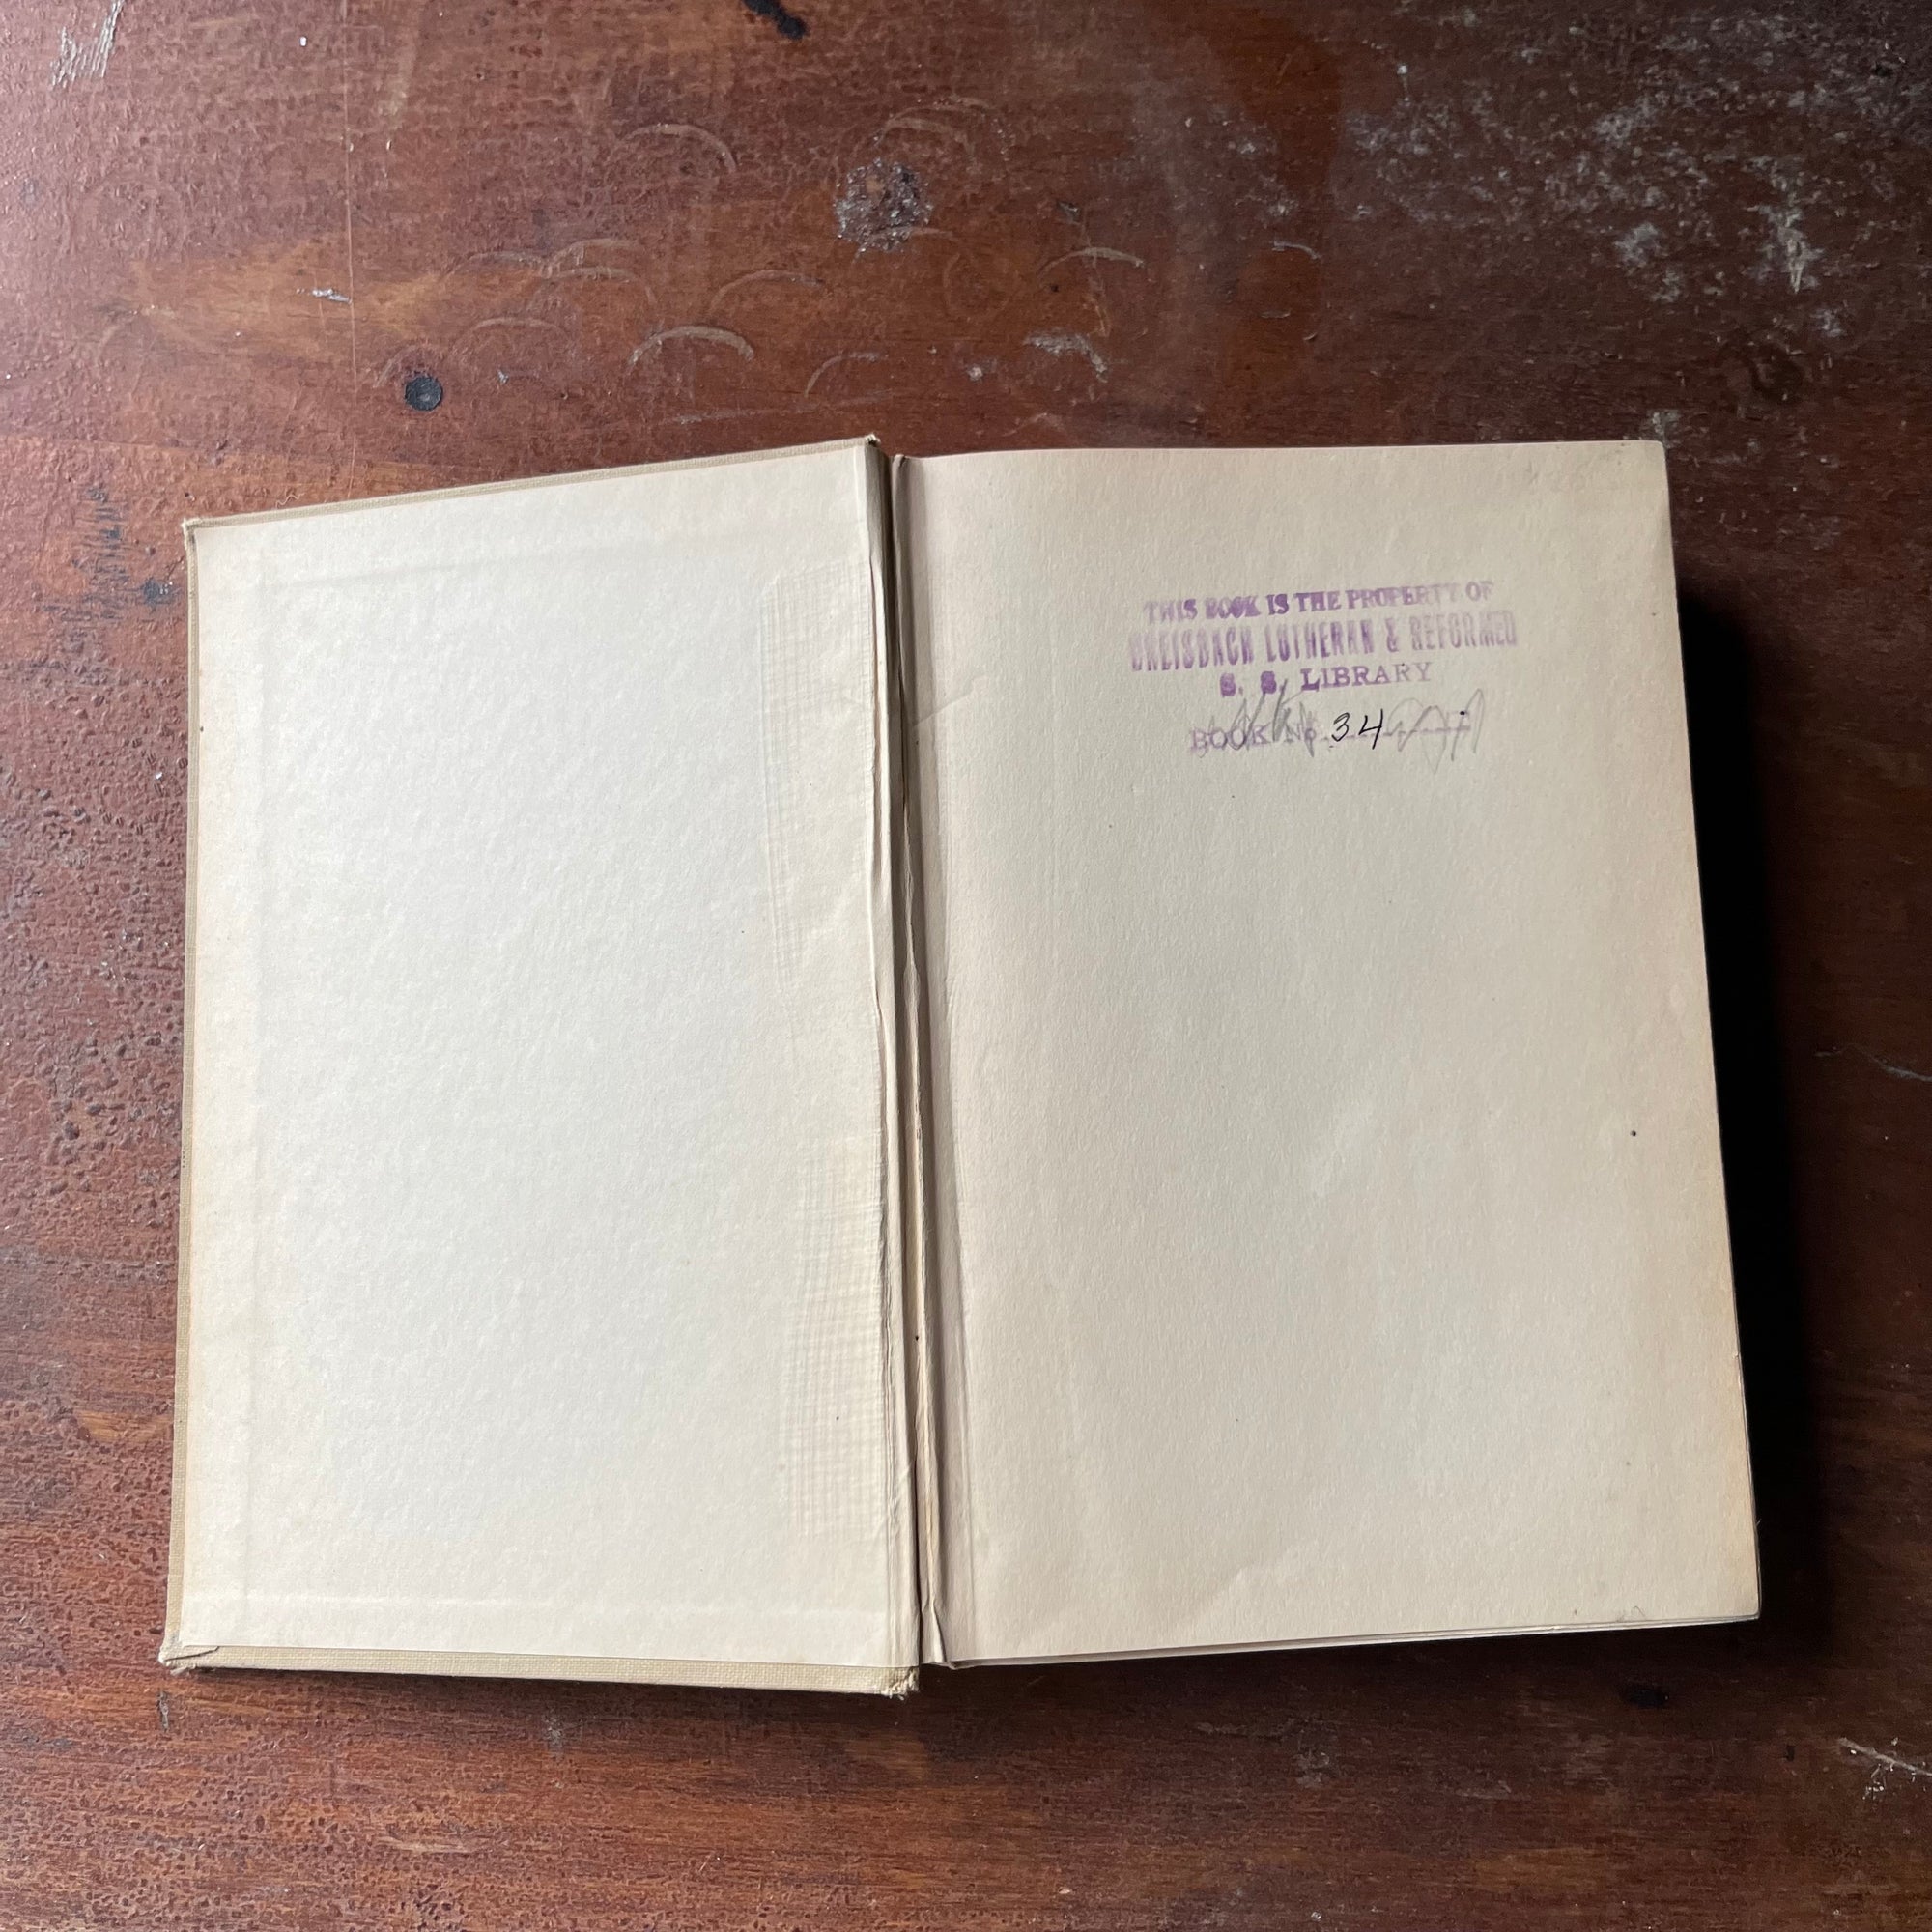 THIS BOOK IS THE PROPERTY OF
DREISBACH LUTHERAN & REFORMED
S. S. LIBRARY
BOOK No. 34